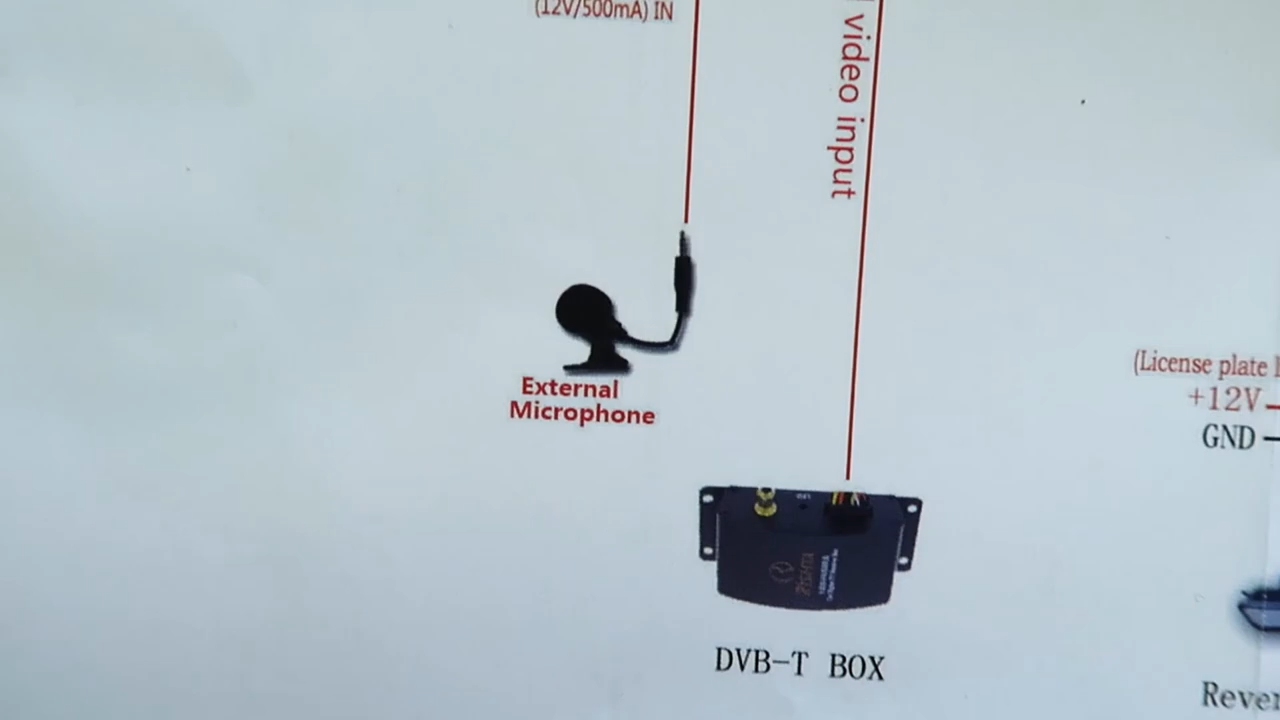 (12V/500mA) IN
video input
External
Microphone
(License plate
+12V
GND
DVB-T BOX